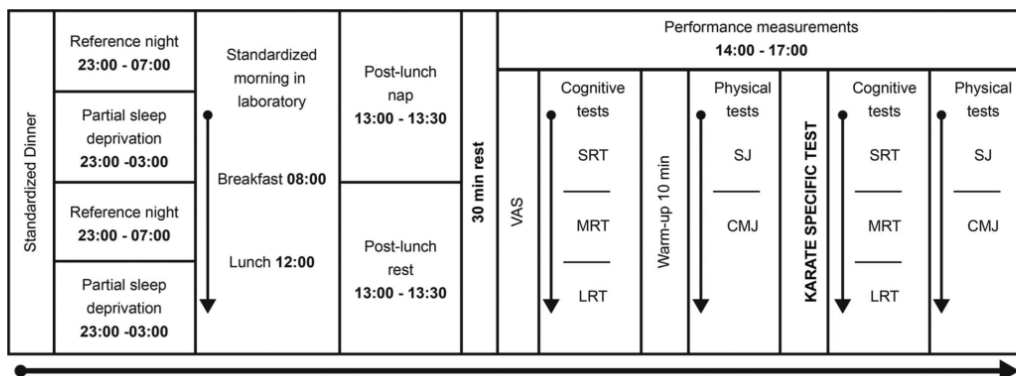 Standardized Dinner
Reference night
23:00 - 07:00
Partial sleep
deprivation
23:00 -03:00
Reference night
23:00 - 07:00
Partial sleep
deprivation
23:00 -03:00
Standardized
morning in
laboratory
Breakfast 08:00
Lunch 12:00
Post-lunch
nap
13:00 - 13:30
Post-lunch
rest
13:00 - 13:30
30 min rest
Performance measurements
14:00 - 17:00
VAS
Cognitive
tests
SRT
MRT
LRT
Warm-up 10 min
Physical tests
SJ
CMJ
KARATE SPECIFIC TEST
Cognitive
tests
SRT
MRT
LRT
Physical tests
SJ
CMJ